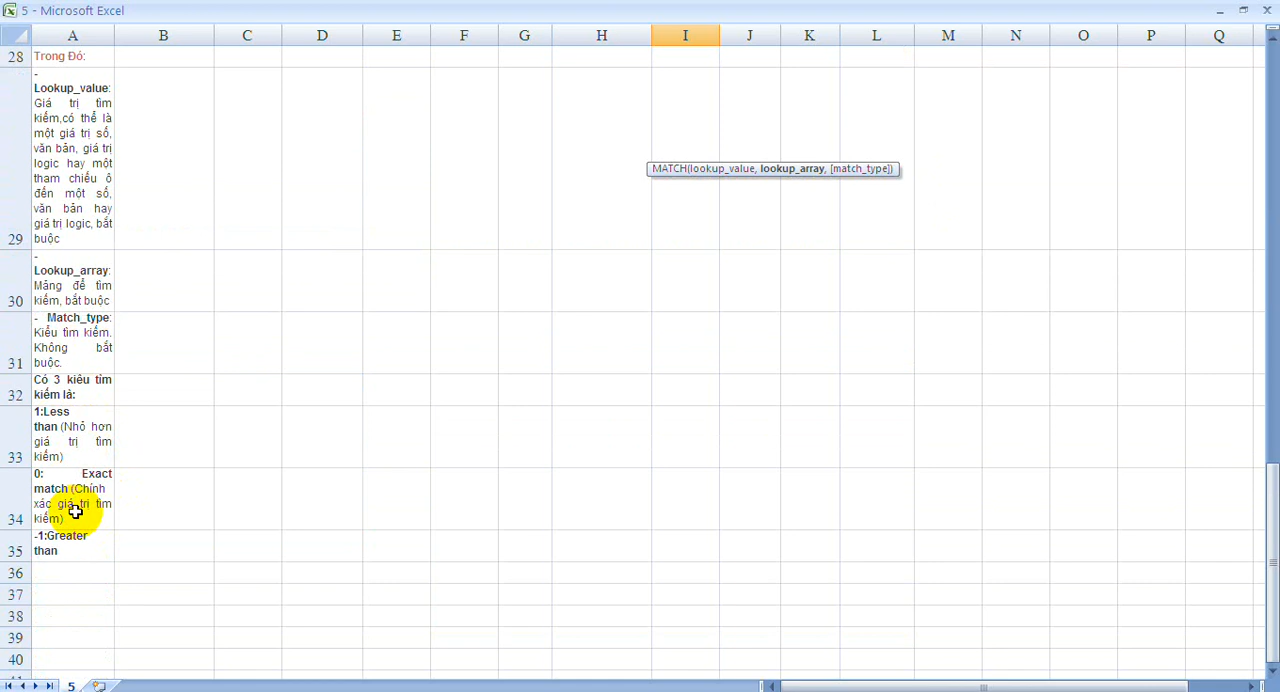 5 - Microsoft Excel
A B C D E F G H I J K L M N O P Q
28 Trong Đó:
-
Lookup_value:
Giá trị tìm
kiếm,có thể là
một giá trị số,
văn bản, giá trị
logic hay một
tham chiếu ô
đến một số,
văn bản hay
giá trị logic, bắt
29 buộc
MATCH(lookup_value, lookup_array, [match_type])
-
Lookup_array:
Mảng để tìm
30 kiếm, bắt buộc
- Match_type:
Kiểu tìm kiếm.
Không bắt
31 buộc.
Có 3 kiêu tìm
32 kiếm là:
1:Less
than (Nhỏ hơn
giá trị tìm
33 kiếm)
0: Exact
match (Chính
xác giá trị tìm
34 kiếm)
-1:Greater
35 than
36
37
38
39
40
5